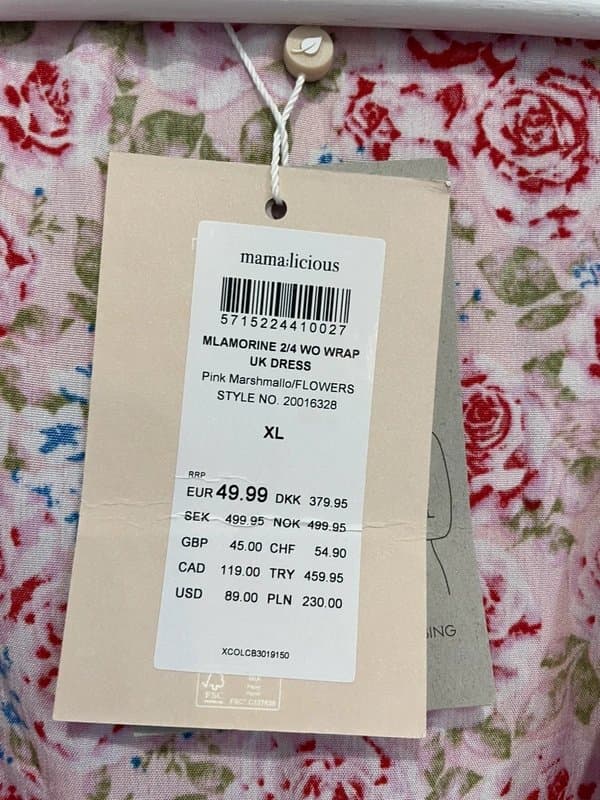 mama:licious
5715224410027
MLAMORINE 2/4 WO WRAP
UK DRESS
Pink Marshmallo/FLOWERS
STYLE NO. 20016328
XL
RRP
EUR 49.99 DKK 379.95
SEK 499.95 NOK 499.95
GBP 45.00 CHF 54.90
CAD 119.00 TRY 459.95
USD 89.00 PLN 230.00
XCOLCB3019150
FSC